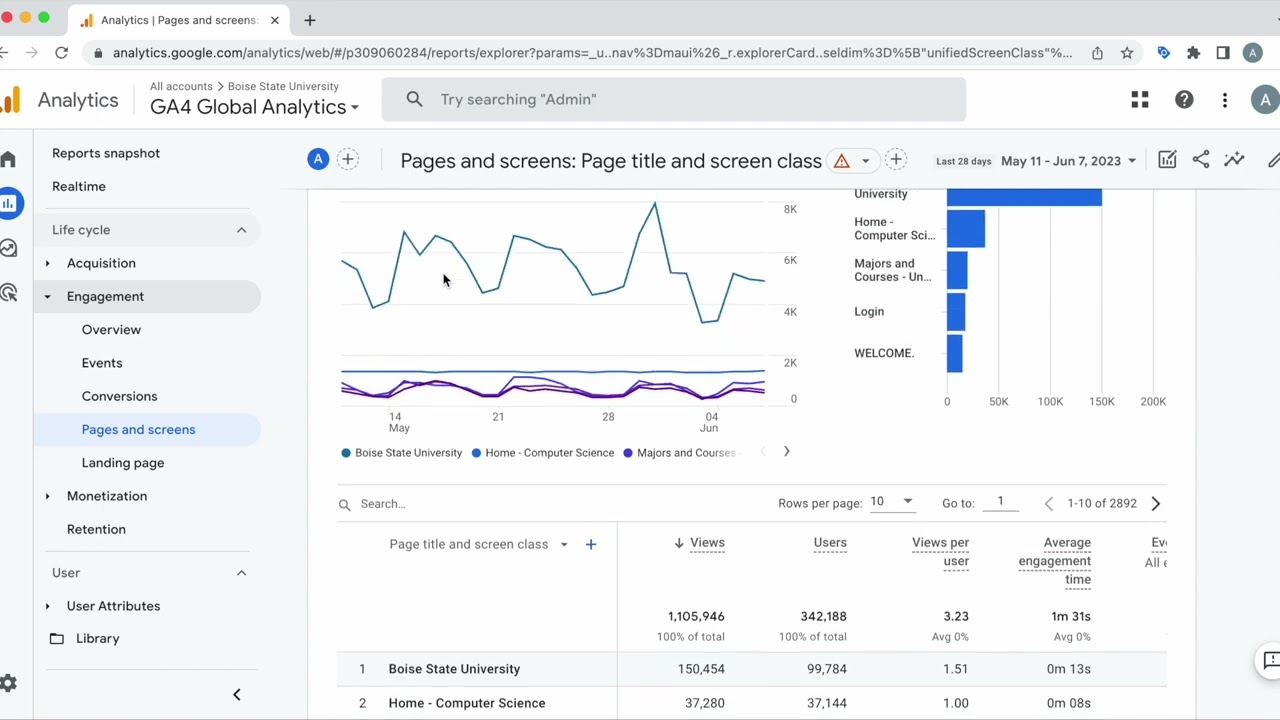 Analytics | Pages and screens:
analytics.google.com/analytics/web/#/p309060284/reports/explorer?params=_u..nav%3Dmaui%26_r.explorerCard..seldim%3D%5B"unifiedScreenClass"%...
A
Analytics
All accounts > Boise State University
GA4 Global Analytics
Try searching "Admin"
A
Reports snapshot
Realtime
Life cycle
Acquisition
Engagement
Overview
Events
Conversions
Pages and screens
Landing page
Monetization
Retention
User
User Attributes
Library
A
Pages and screens: Page title and screen class
Last 28 days May 11 - Jun 7, 2023
8K
6K
4K
2K
0
14
May
21
28
04
Jun
Boise State University Home - Computer Science Majors and Courses
University
Home -
Computer Sci...
Majors and
Courses - Un...
Login
WELCOME.
0 50K 100K 150K 200K
Search... Rows per page: 10 Go to: 1 1-10 of 2892
Page title and screen class
Views
Users
Views per
user
Average
engagement
time
Ev
All e
1,105,946 342,188 3.23 1m 31s
100% of total 100% of total Avg 0% Avg 0%
1 Boise State University 150,454 99,784 1.51 0m 13s
2 Home - Computer Science 37,280 37,144 1.00 0m 08s